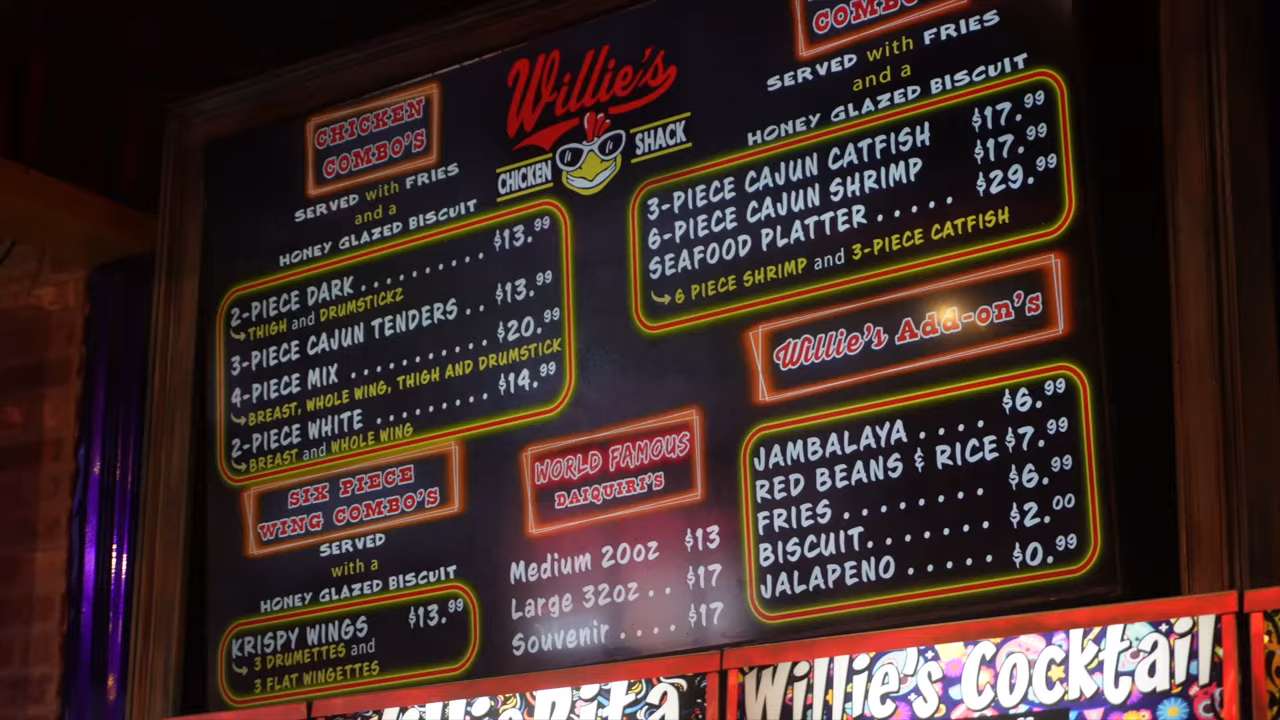 Willie's
CHICKEN SHACK
CHICKEN
COMBO'S
SERVED with FRIES
and a
HONEY GLAZED BISCUIT
2-PIECE DARK ........ $13.99
THIGH and DRUMSTICKZ
3-PIECE CAJUN TENDERS .. $13.99
4-PIECE MIX .......... $20.99
BREAST, WHOLE WING, THIGH AND DRUMSTICK
2-PIECE WHITE ......... $14.99
BREAST and WHOLE WING
SIX PIECE
WING COMBO'S
SERVED
with a
HONEY GLAZED BISCUIT
KRISPY WINGS $13.99
3 DRUMETTES and
3 FLAT WINGETTES
WORLD FAMOUS
DAIQUIRI'S
Medium 20oz $13
Large 32oz .. $17
Souvenir .... $17
COMBO'S
SERVED with FRIES
and a
HONEY GLAZED BISCUIT
3-PIECE CAJUN CATFISH $17.99
6-PIECE CAJUN SHRIMP $17.99
SEAFOOD PLATTER ..... $29.99
6 PIECE SHRIMP and 3-PIECE CATFISH
Willie's Add-on's
JAMBALAYA .... $6.99
RED BEANS & RICE $7.99
FRIES ....... $6.99
BISCUIT....... $2.00
JALAPENO ..... $0.99
Willie's Cocktail